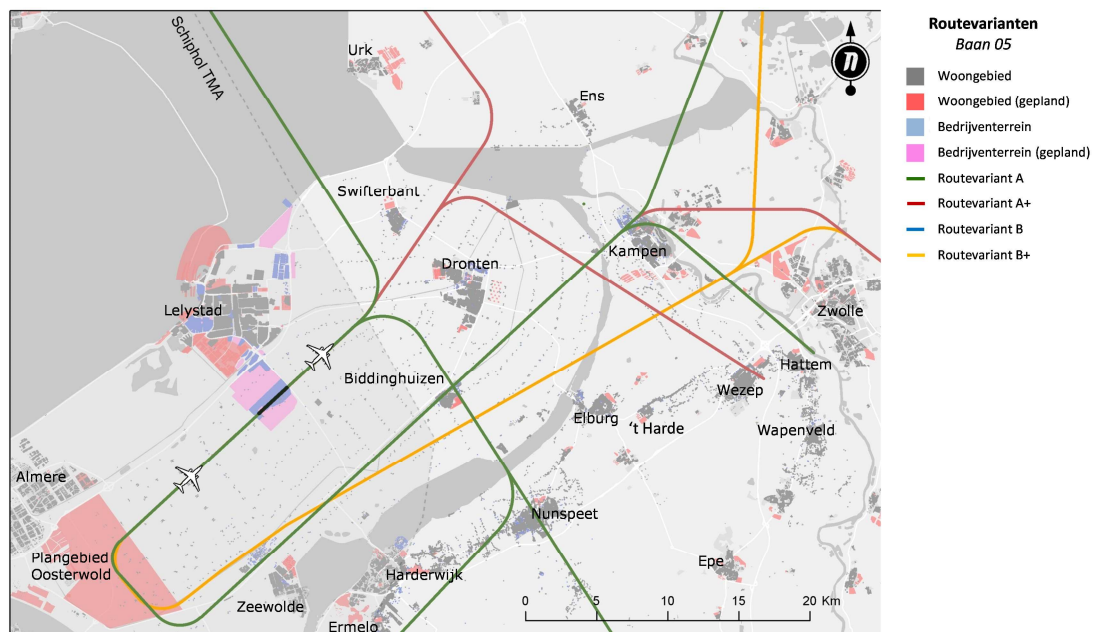 Routevarianten
Baan 05
Woongebied
Woongebied (gepland)
Bedrijventerrein
Bedrijventerrein (gepland)
Routevariant A
Routevariant A+
Routevariant B
Routevariant B+
n
Schiphol TMA
Urk
Ens
Swifterbant
Kampen
Dronten
Lelystad
Zwolle
Hattem
Biddinghuizen
Wezep
Elburg
't Harde
Wapenveld
Almere
Nunspeet
Plangebied
Oosterwold
Epe
Harderwijk
Zeewolde
Ermelo
0 5 10 15 20 Km